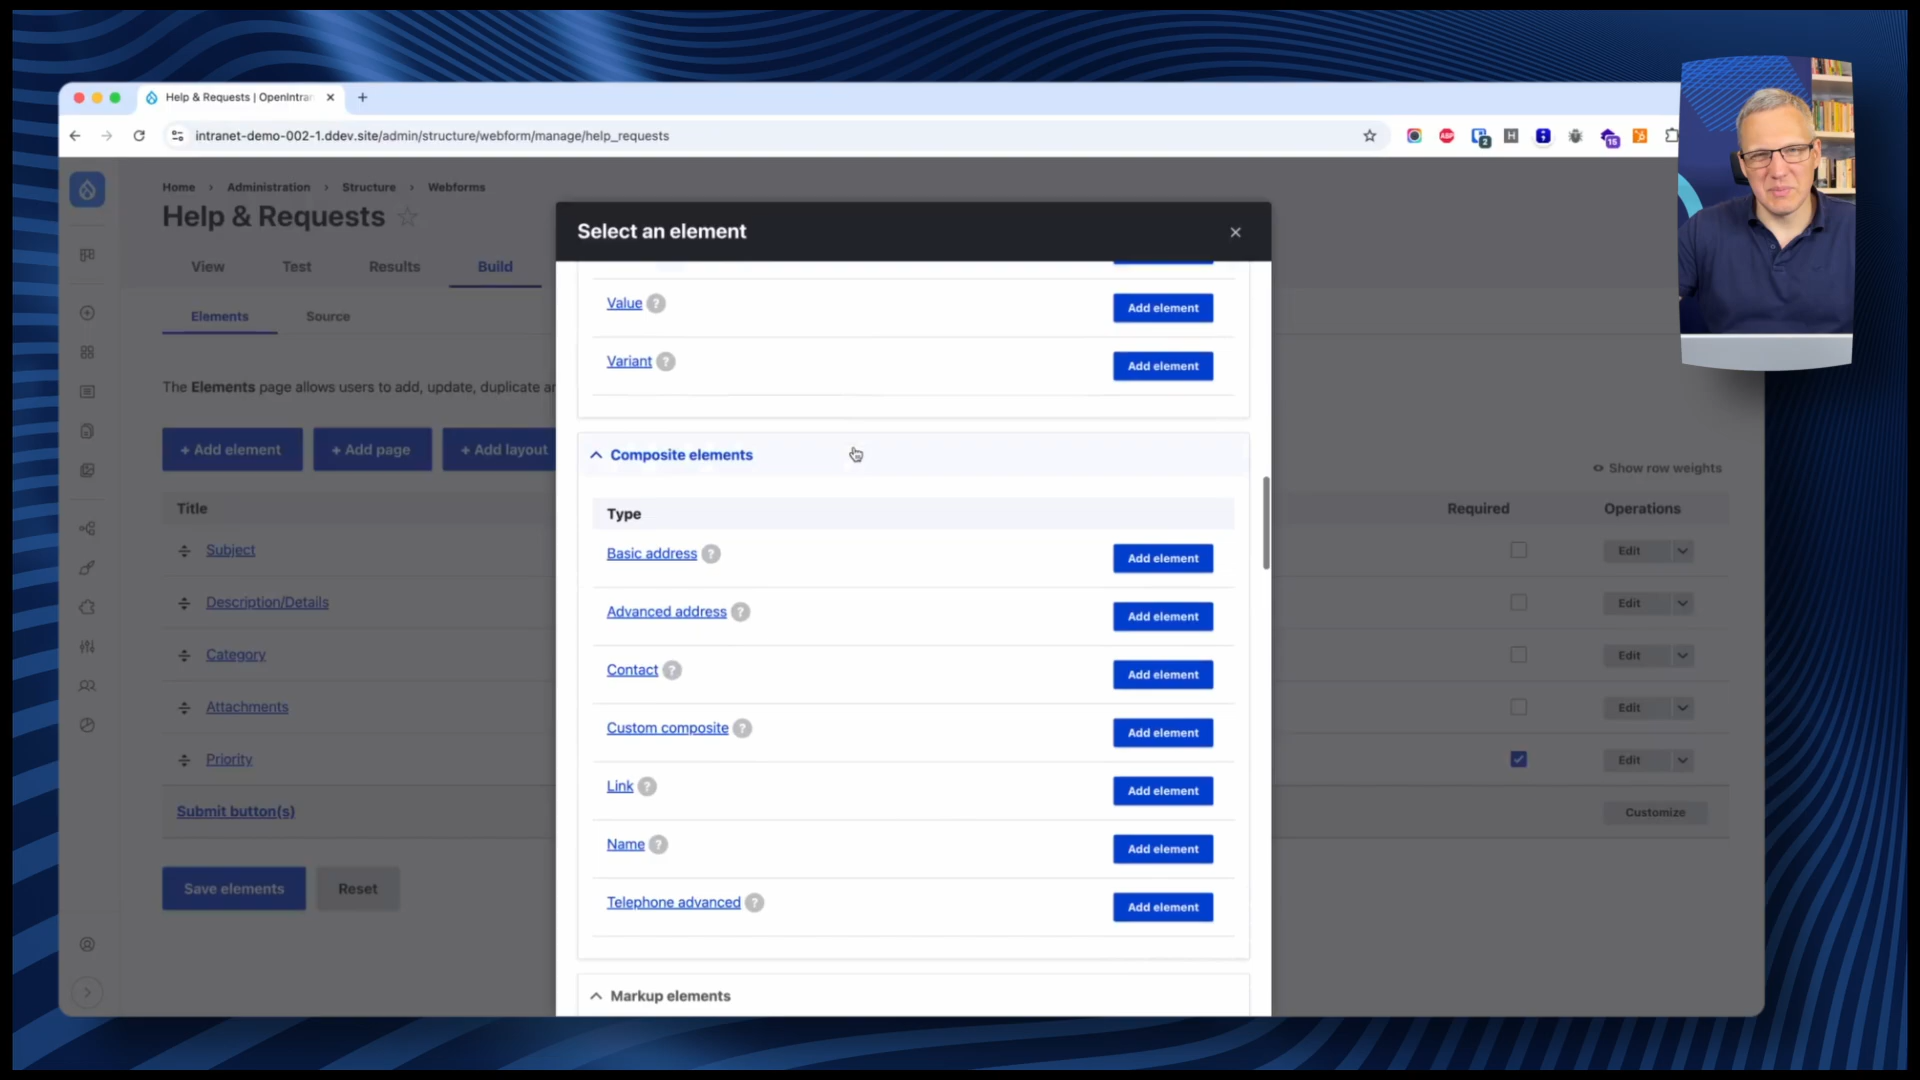 Help & Requests | OpenIntran
intranet-demo-002-1.ddev.site/admin/structure/webform/manage/help_requests
ABP
2
H
15
Home › Administration › Structure › Webforms
Help & Requests
View Test Results Build
Elements Source
The Elements page allows users to add, update, duplicate a
+ Add element + Add page + Add layout
Show row weights
Title Required Operations
Subject Edit
Description/Details Edit
Category Edit
Attachments Edit
Priority Edit
Submit button(s) Customize
Save elements Reset
Select an element
Value ? Add element
Variant ? Add element
Composite elements
Type
Basic address ? Add element
Advanced address ? Add element
Contact ? Add element
Custom composite ? Add element
Link ? Add element
Name ? Add element
Telephone advanced ? Add element
Markup elements